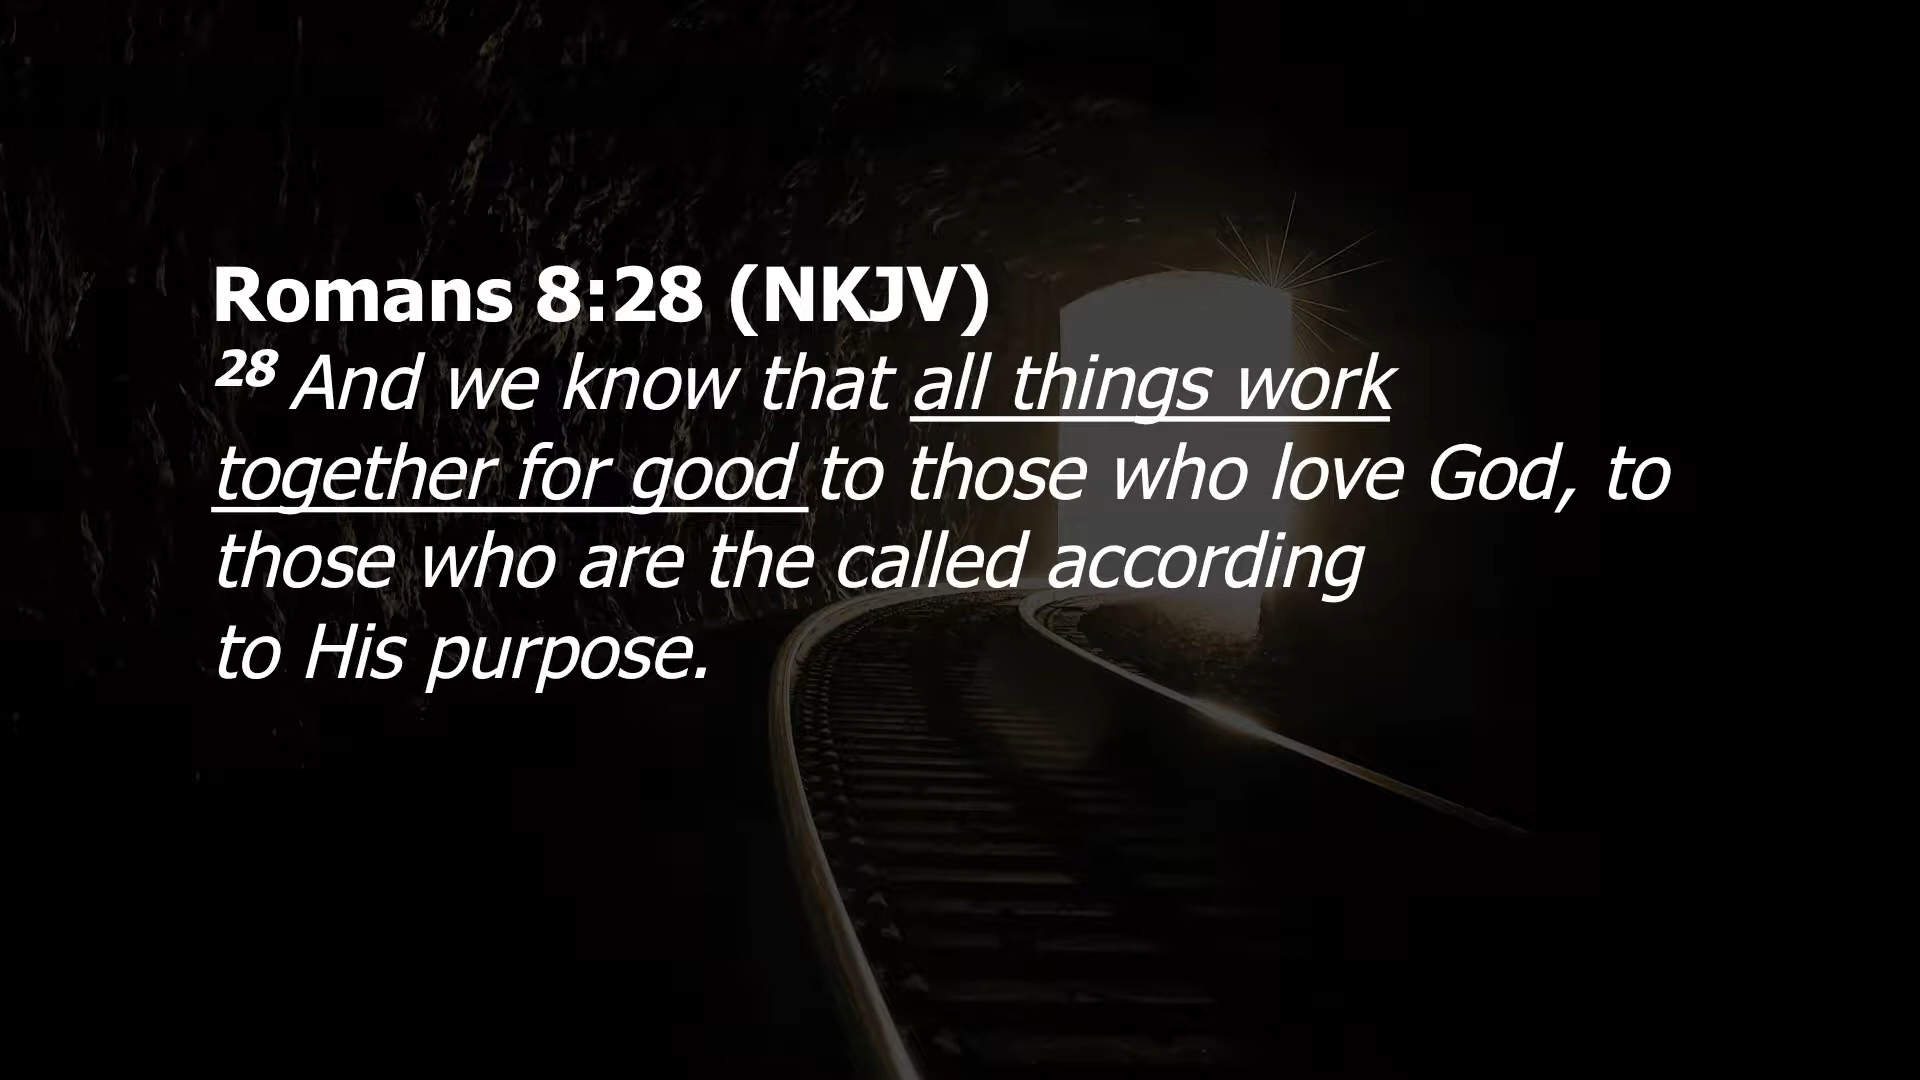 Romans 8:28 (NKJV)
28 And we know that all things work
together for good to those who love God, to
those who are the called according
to His purpose.